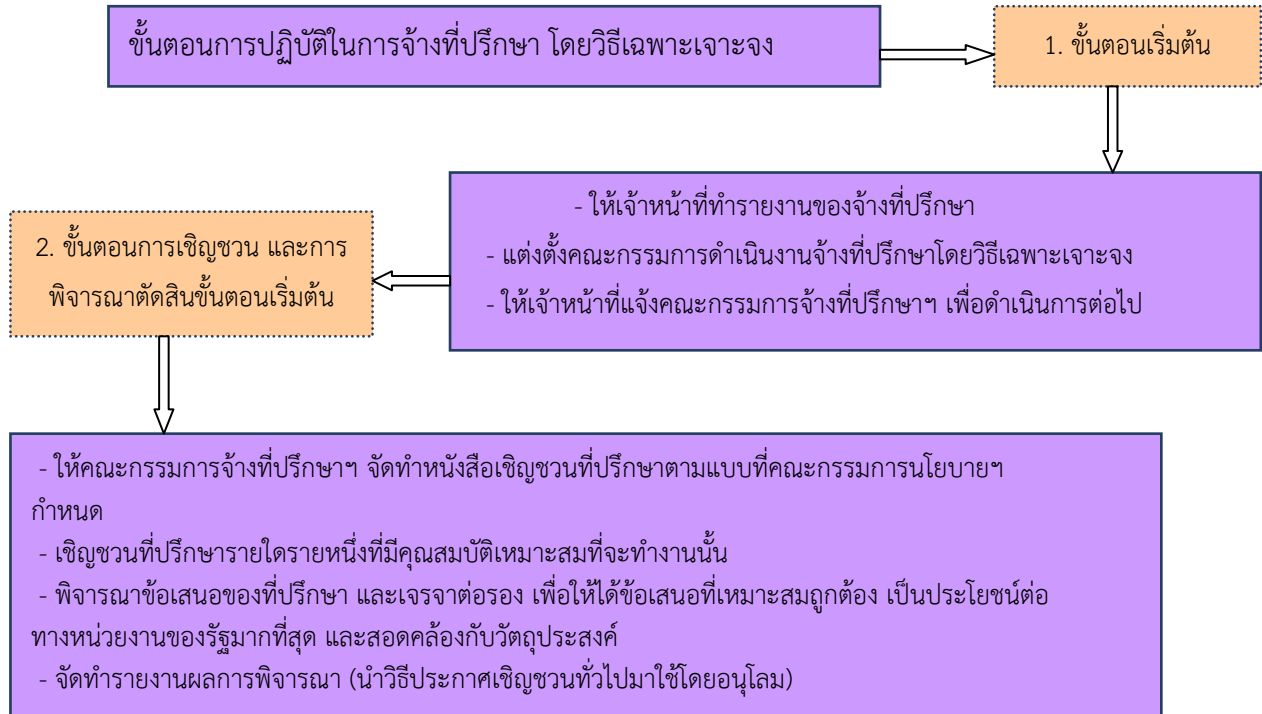 ขั้นตอนการปฏิบัติในการจ้างที่ปรึกษา โดยวิธีเฉพาะเจาะจง
1. ขั้นตอนเริ่มต้น
- ให้เจ้าหน้าที่ทำรายงานของจ้างที่ปรึกษา
- แต่งตั้งคณะกรรมการดำเนินงานจ้างที่ปรึกษาโดยวิธีเฉพาะเจาะจง
- ให้เจ้าหน้าที่แจ้งคณะกรรมการจ้างที่ปรึกษาฯ เพื่อดำเนินการต่อไป
2. ขั้นตอนการเชิญชวน และการ
พิจารณาตัดสินขั้นตอนเริ่มต้น
- ให้คณะกรรมการจ้างที่ปรึกษาฯ จัดทำหนังสือเชิญชวนที่ปรึกษาตามแบบที่คณะกรรมการนโยบายฯ
กำหนด
- เชิญชวนที่ปรึกษารายใดรายหนึ่งที่มีคุณสมบัติเหมาะสมที่จะทำงานนั้น
- พิจารณาข้อเสนอของที่ปรึกษา และเจรจาต่อรอง เพื่อให้ได้ข้อเสนอที่เหมาะสมถูกต้อง เป็นประโยชน์ต่อ
ทางหน่วยงานของรัฐมากที่สุด และสอดคล้องกับวัตถุประสงค์
- จัดทำรายงานผลการพิจารณา (นำวิธีประกาศเชิญชวนทั่วไปมาใช้โดยอนุโลม)